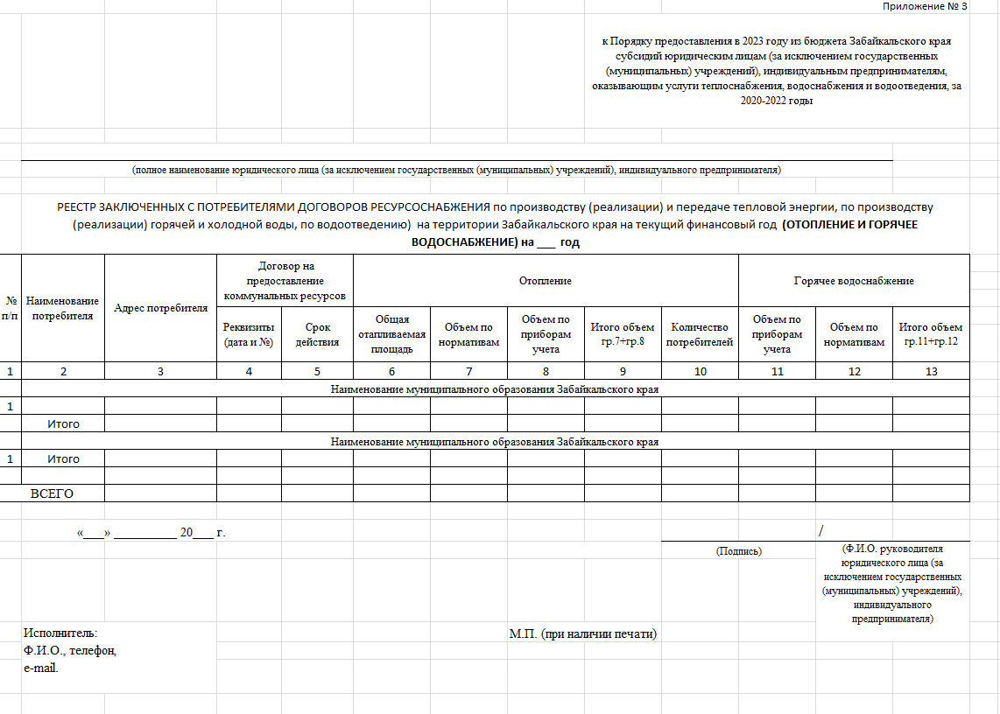 Приложение № 3
к Порядку предоставления в 2023 году из бюджета Забайкальского края
субсидий юридическим лицам (за исключением государственных
(муниципальных) учреждений), индивидуальным предпринимателям,
оказывающим услуги теплоснабжения, водоснабжения и водоотведения, за
2020-2022 годы
(полное наименование юридического лица (за исключением государственных (муниципальных) учреждений), индивидуального предпринимателя)
РЕЕСТР ЗАКЛЮЧЕННЫХ С ПОТРЕБИТЕЛЯМИ ДОГОВОРОВ РЕСУРСОСНАБЖЕНИЯ по производству (реализации) и передаче тепловой энергии, по производству
(реализации) горячей и холодной воды, по водоотведению) на территории Забайкальского края на текущий финансовый год (ОТОПЛЕНИЕ И ГОРЯЧЕЕ
ВОДОСНАБЖЕНИЕ) на ___ год
№
п/п
Наименование
потребителя
Адрес потребителя
Договор на
предоставление
коммунальных ресурсов
Отопление
Горячее водоснабжение
Реквизиты
(дата и №)
Срок
действия
Общая
отапливаемая
площадь
Объем по
нормативам
Объем по
приборам
учета
Итого объем
гр.7+гр.8
Количество
потребителей
Объем по
приборам
учета
Объем по
нормативам
Итого объем
гр.11+гр.12
1 2 3 4 5 6 7 8 9 10 11 12 13
Наименование муниципального образования Забайкальского края
1
Итого
Наименование муниципального образования Забайкальского края
1 Итого
ВСЕГО
«___» __________ 20___ г.
/
(Подпись)
(Ф.И.О. руководителя
юридического лица (за
исключением государственных
(муниципальных) учреждений),
индивидуального
предпринимателя)
Исполнитель:
Ф.И.О., телефон,
e-mail.
М.П. (при наличии печати)